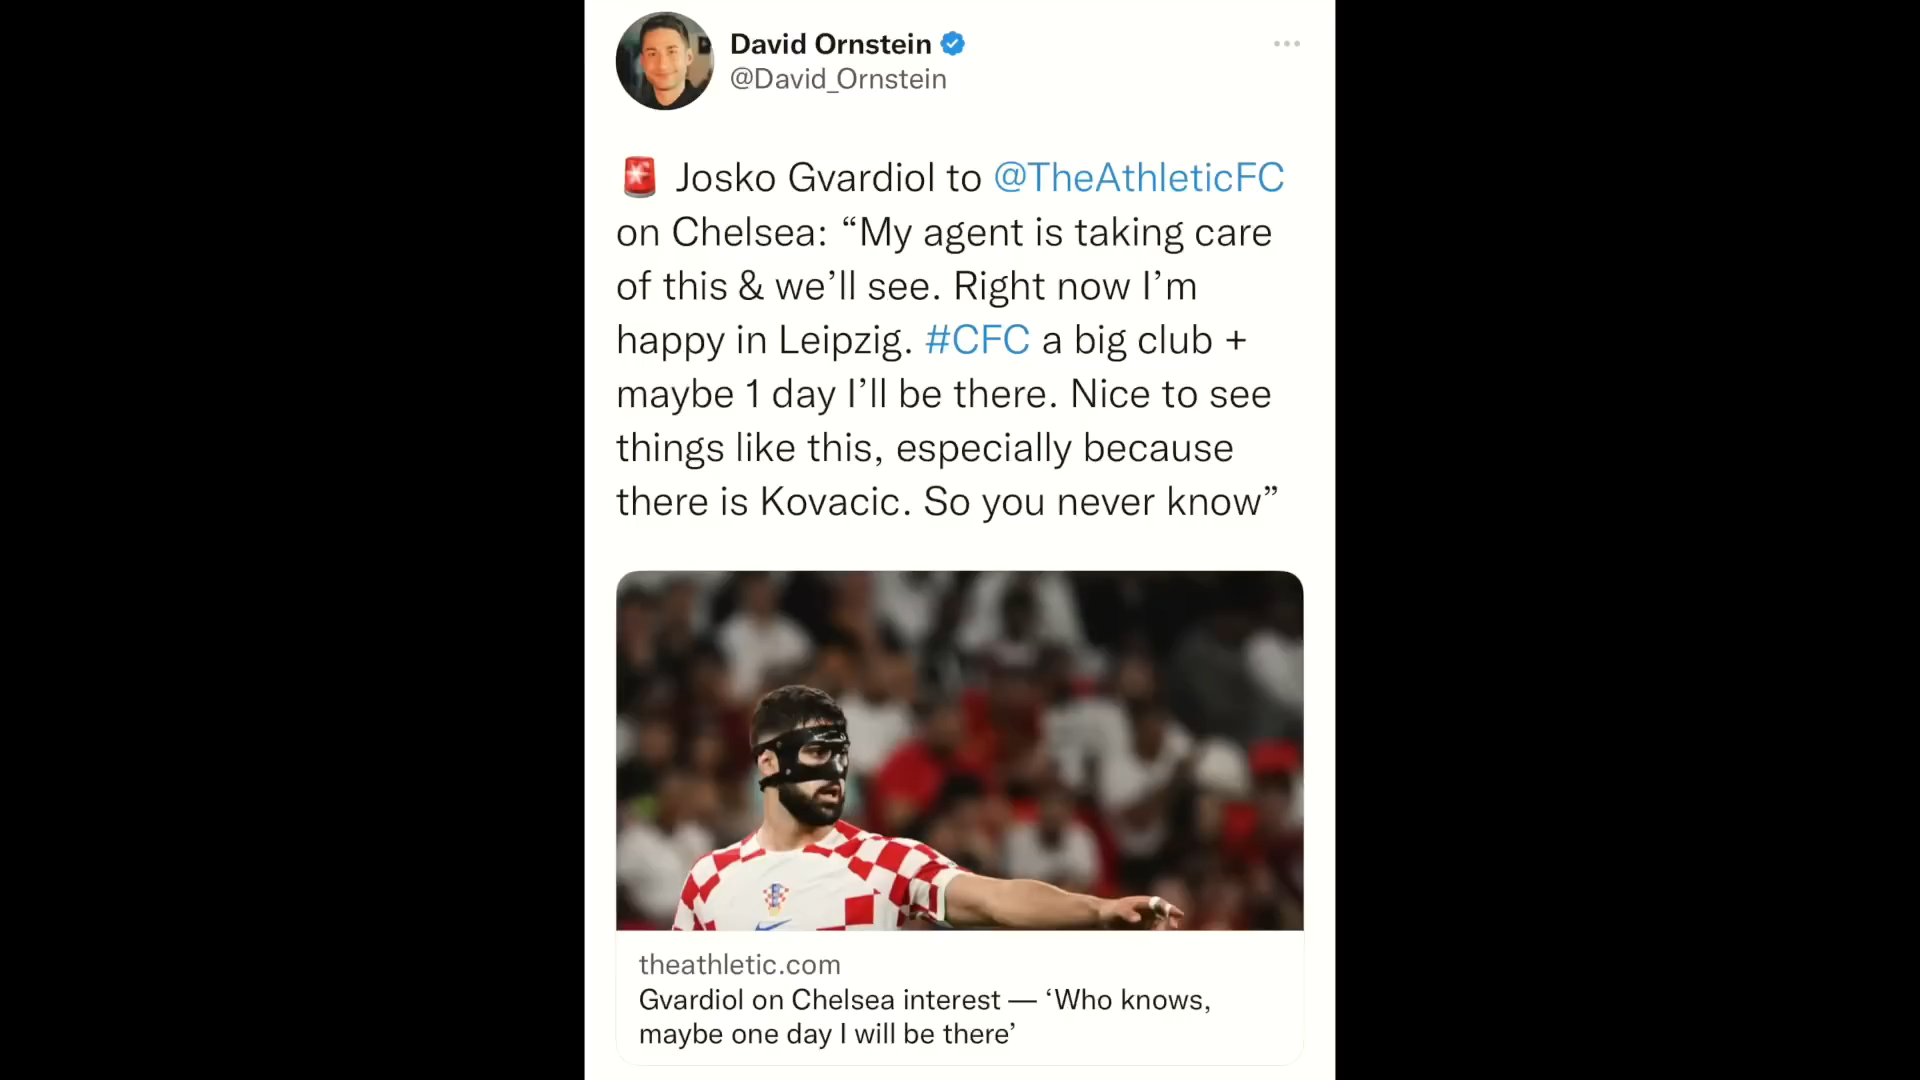 David Ornstein
@David_Ornstein
🚨 Josko Gvardiol to @TheAthleticFC
on Chelsea: “My agent is taking care
of this & we’ll see. Right now I’m
happy in Leipzig. #CFC a big club +
maybe 1 day I’ll be there. Nice to see
things like this, especially because
there is Kovacic. So you never know”
theathletic.com
Gvardiol on Chelsea interest — ‘Who knows,
maybe one day I will be there’